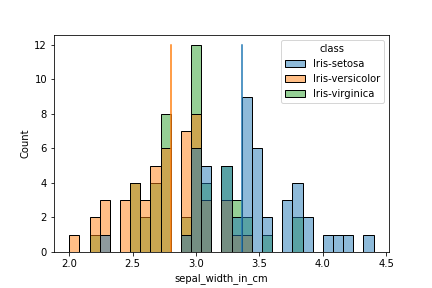 class
Iris-setosa
Iris-versicolor
Iris-virginica
Count
12
10
8
6
4
2
0
2.0 2.5 3.0 3.5 4.0 4.5
sepal_width_in_cm